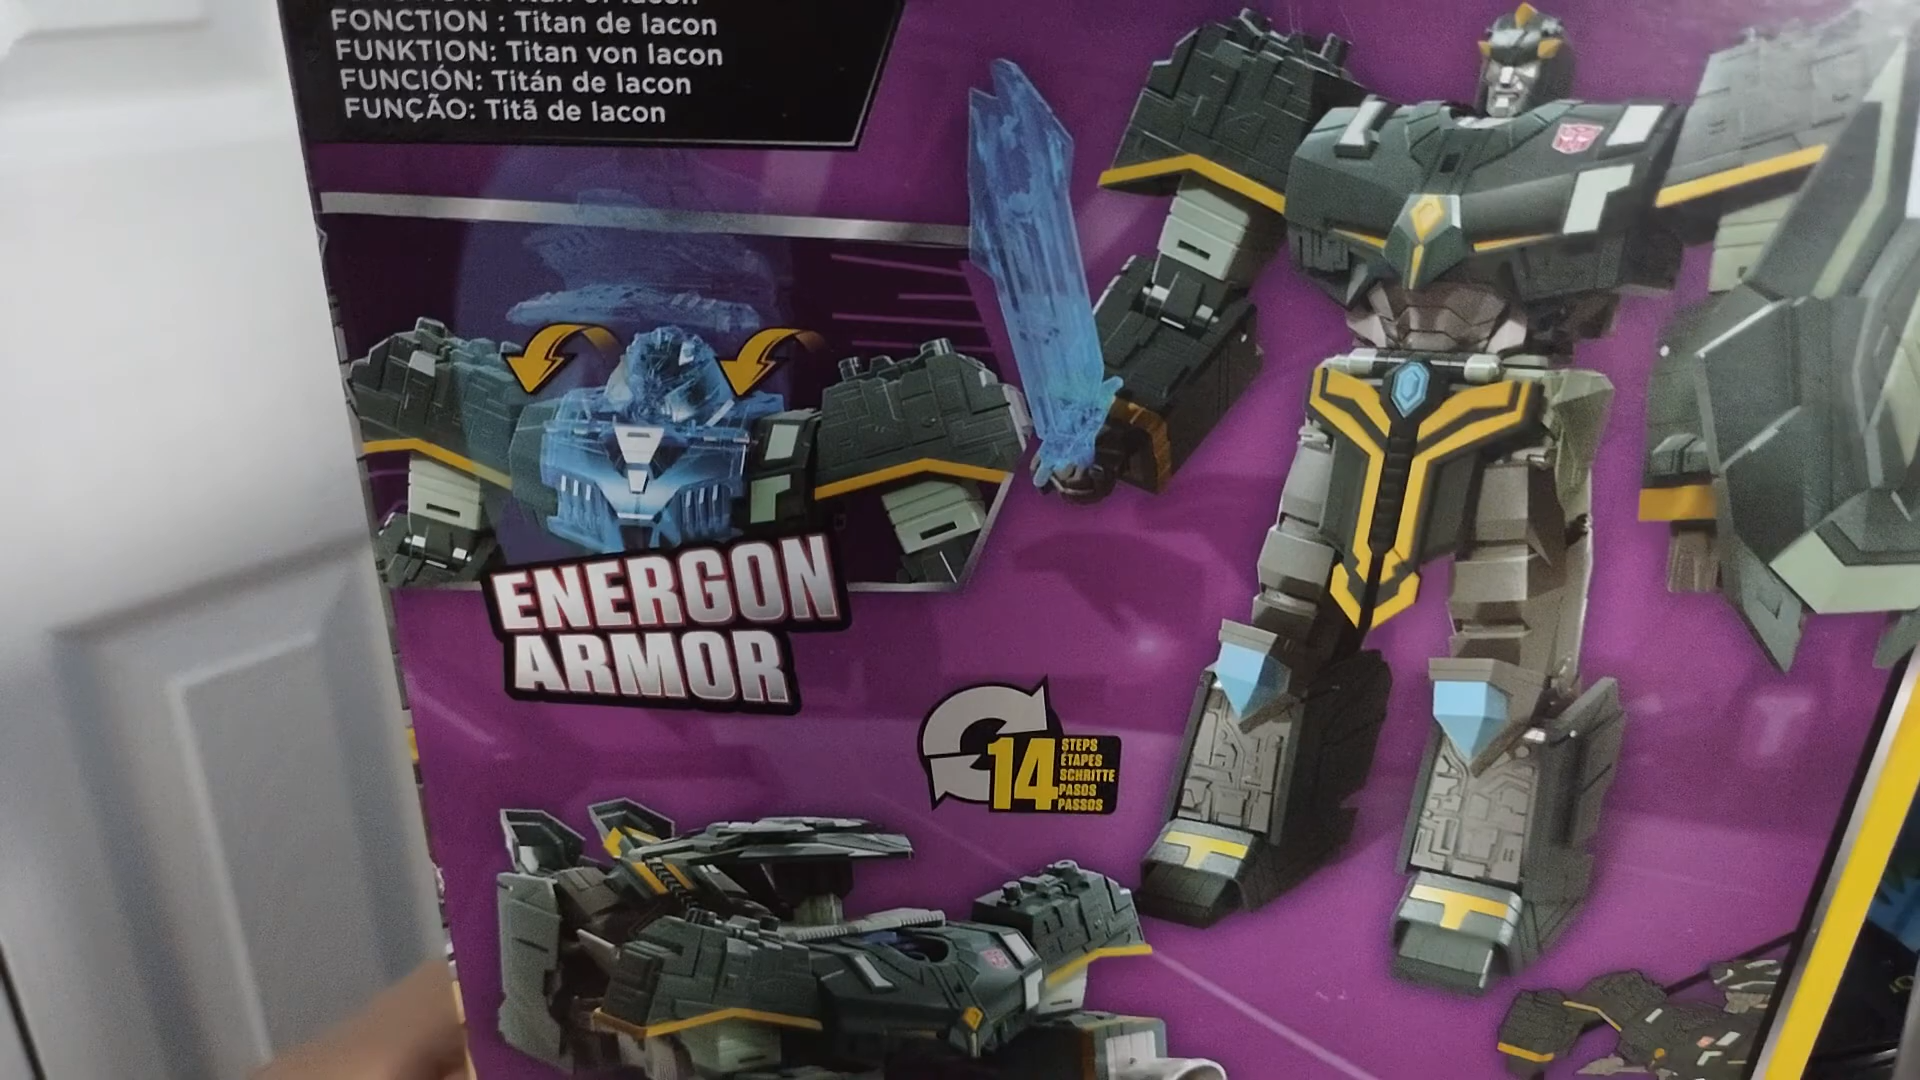 FONCTION : Titan de Iacon
FUNKTION: Titan von Iacon
FUNCIÓN: Titán de Iacon
FUNÇÃO: Titã de Iacon
ENERGON
ARMOR
14
STEPS
ÉTAPES
SCHRITTE
PASOS
PASSOS